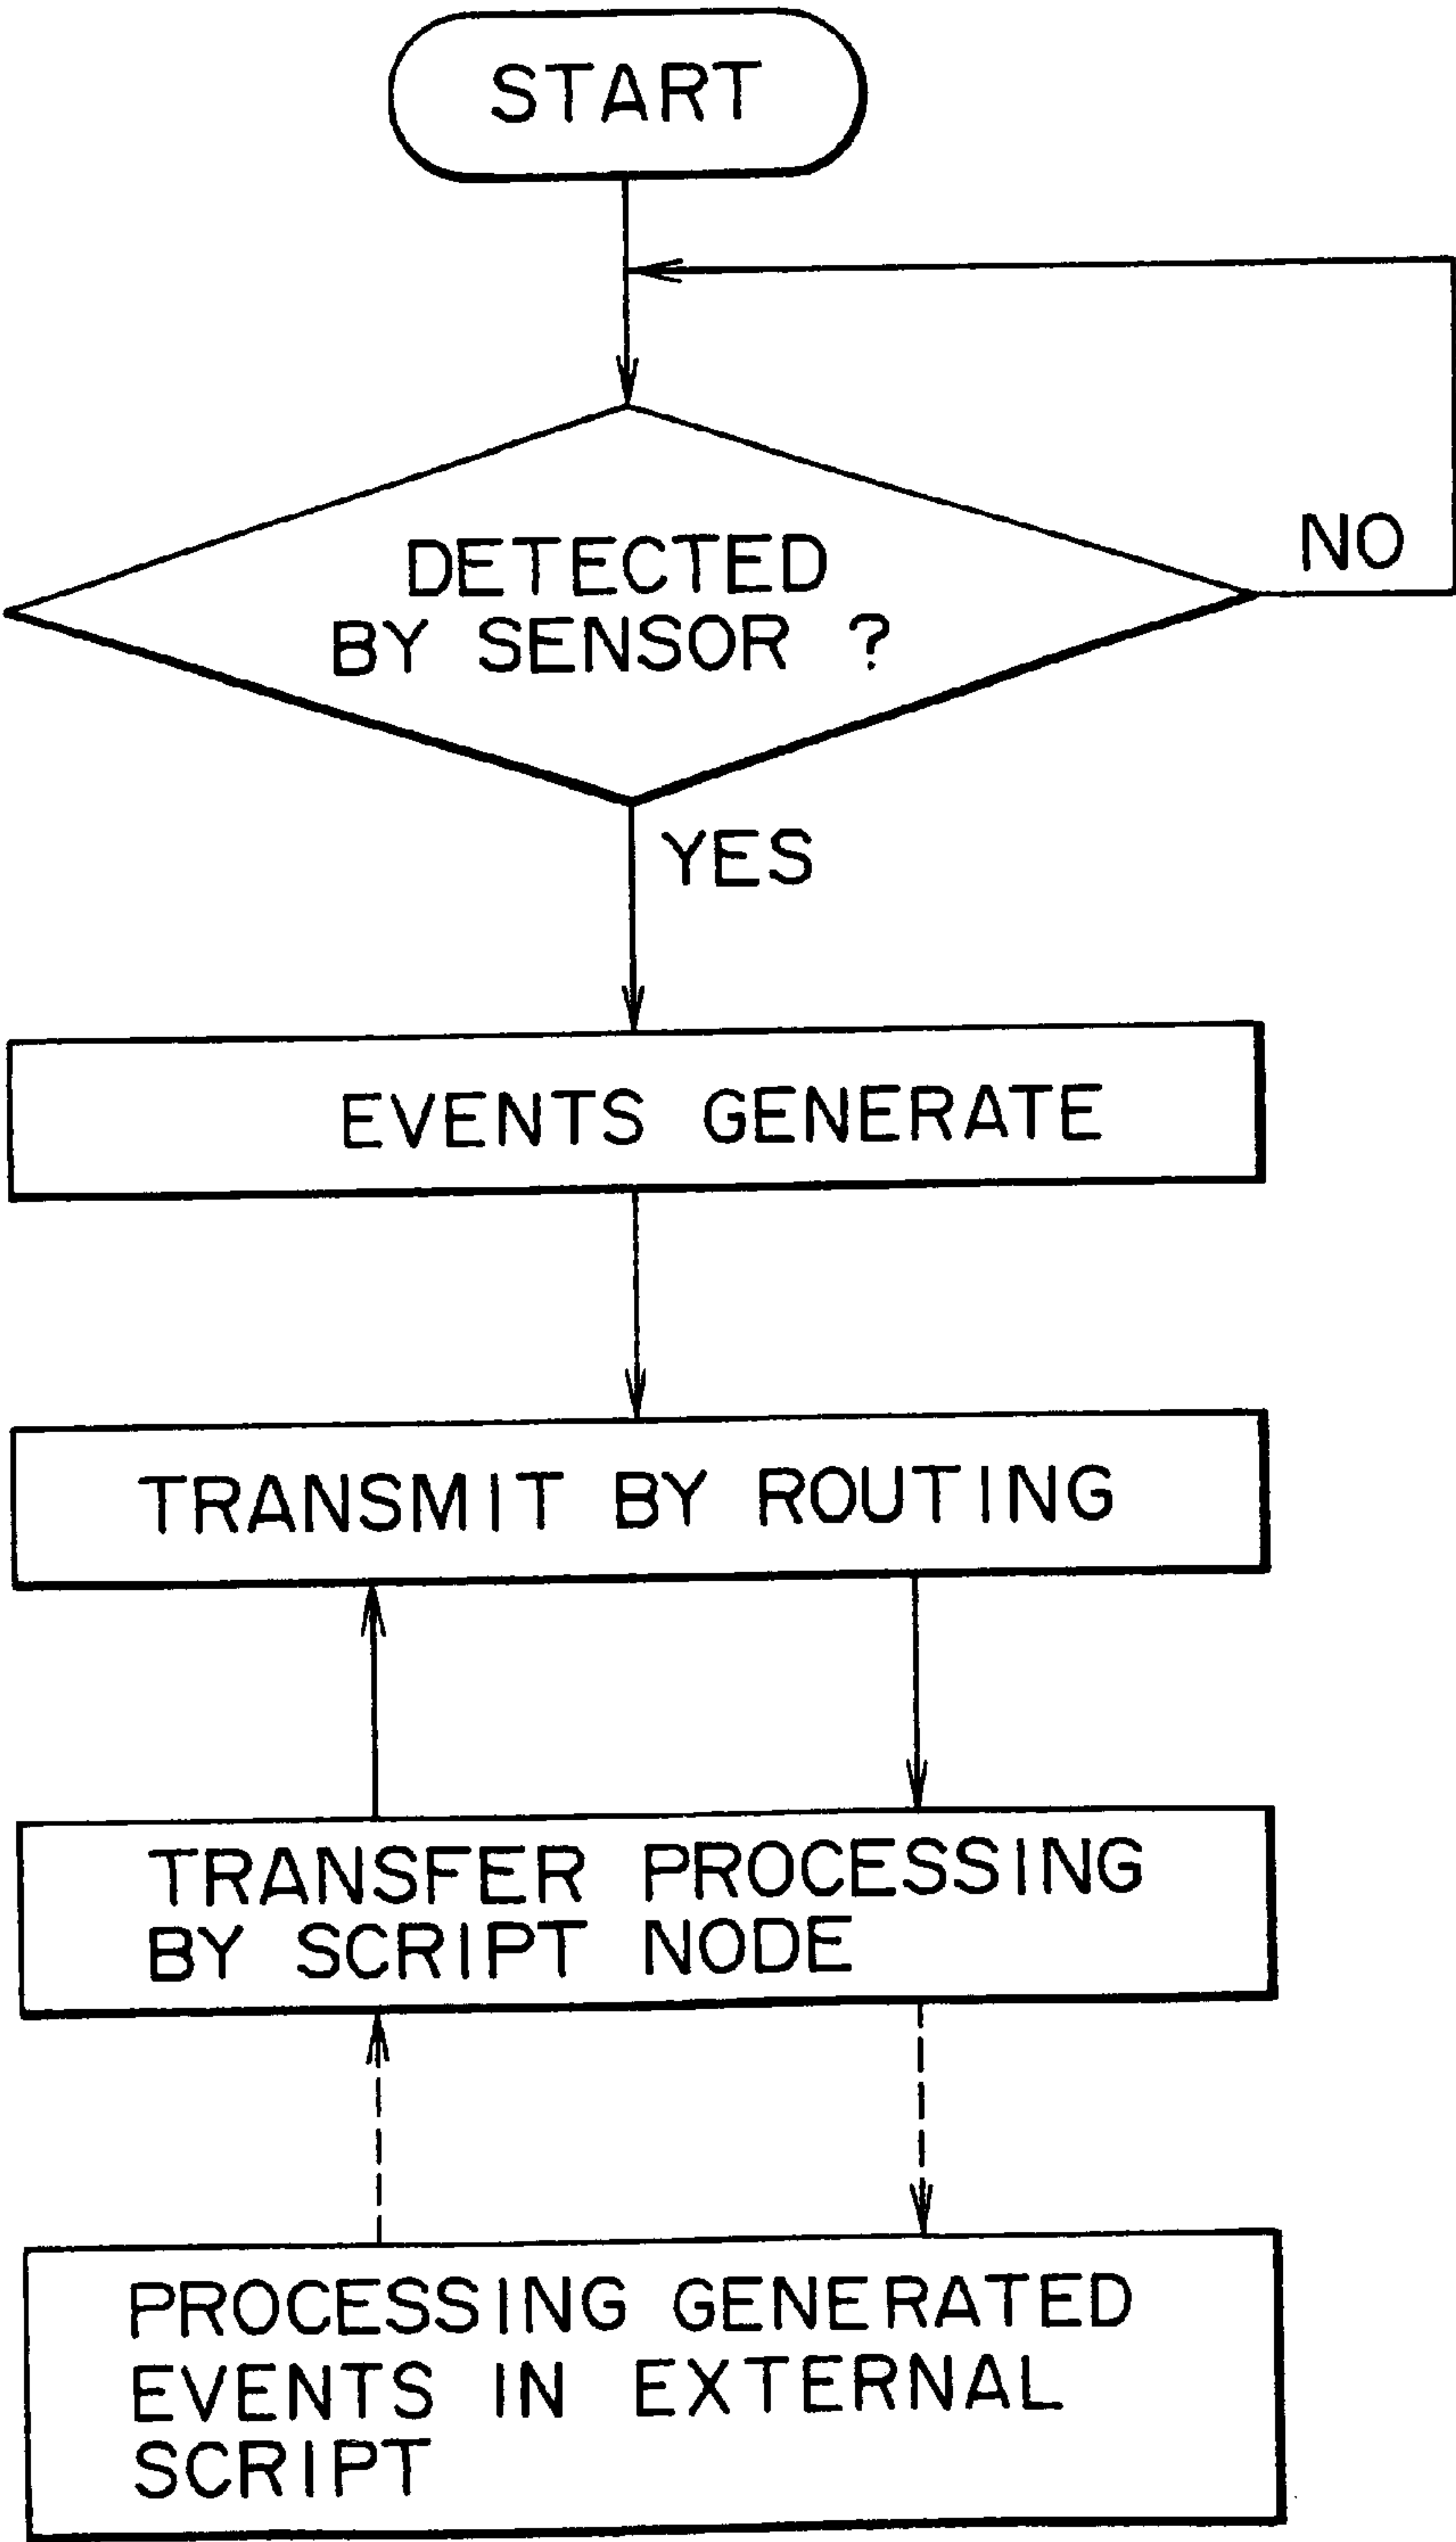 START
DETECTED
BY SENSOR ?
NO
YES
EVENTS GENERATE
TRANSMIT BY ROUTING
TRANSFER PROCESSING
BY SCRIPT NODE
PROCESSING GENERATED
EVENTS IN EXTERNAL
SCRIPT